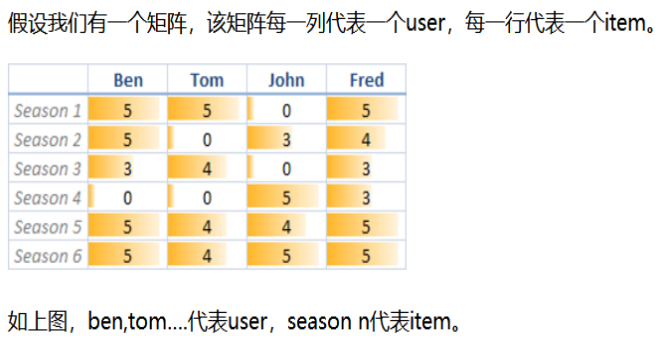 假设我们有一个矩阵，该矩阵每一列代表一个user，每一行代表一个item。
Ben Tom John Fred
Season 1 5 5 0 5
Season 2 5 0 3 4
Season 3 3 4 0 3
Season 4 0 0 5 3
Season 5 5 4 4 5
Season 6 5 4 5 5
如上图，ben,tom....代表user，season n代表item。